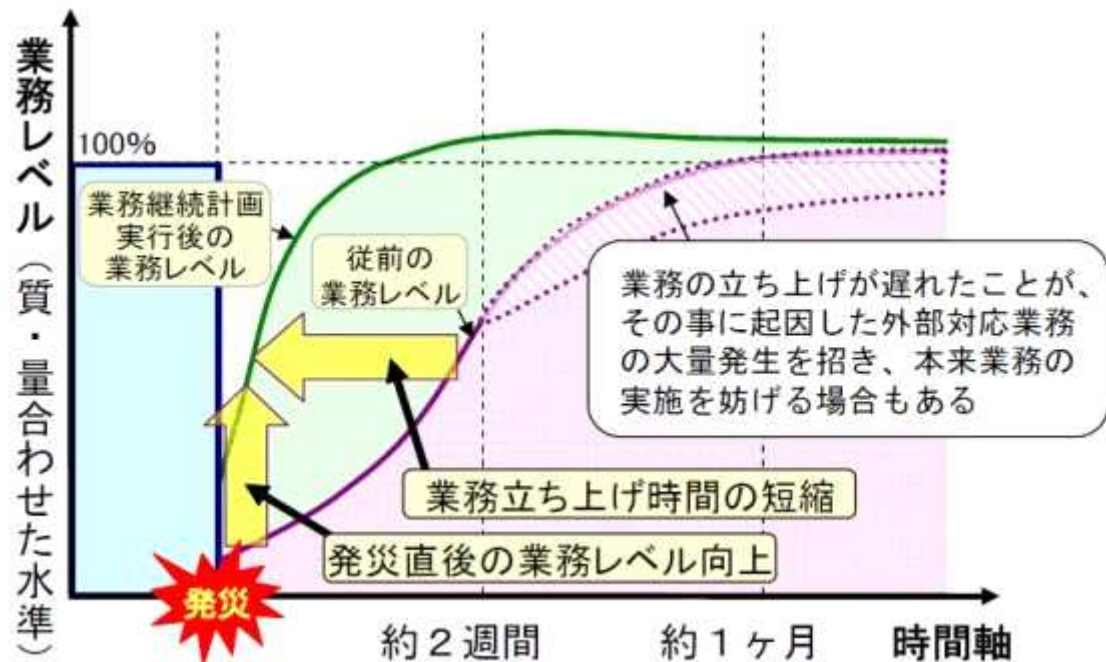 業務レベル（質・量合わせた水準）
100%
業務継続計画
実行後の
業務レベル
従前の
業務レベル
業務の立ち上げが遅れたことが、
その事に起因した外部対応業務
の大量発生を招き、本来業務の
実施を妨げる場合もある
業務立ち上げ時間の短縮
発災直後の業務レベル向上
発災
約２週間
約１ヶ月
時間軸